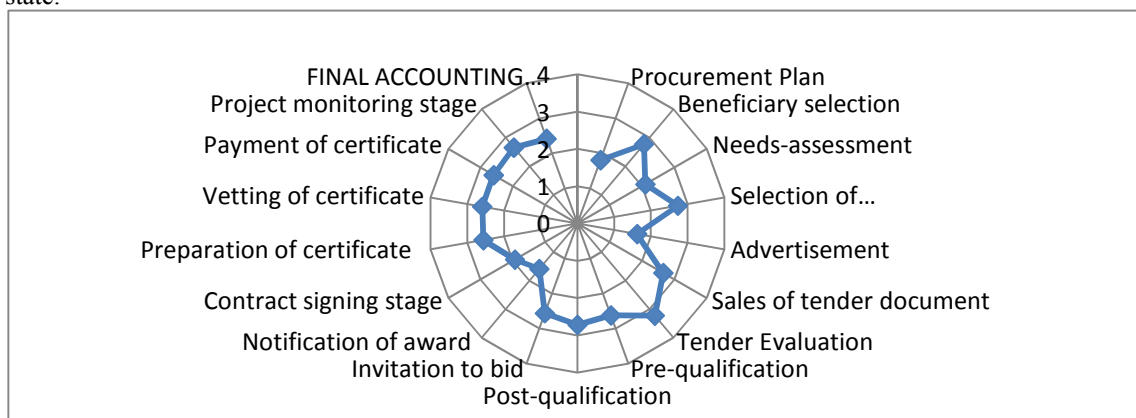 state.
FINAL ACCOUNTING...
Project monitoring stage
Payment of certificate
Vetting of certificate
Preparation of certificate
Contract signing stage
Notification of award
Invitation to bid
Post-qualification
4
3
2
1
0
Procurement Plan
Beneficiary selection
Needs-assessment
Selection of...
Advertisement
Sales of tender document
Tender Evaluation
Pre-qualification